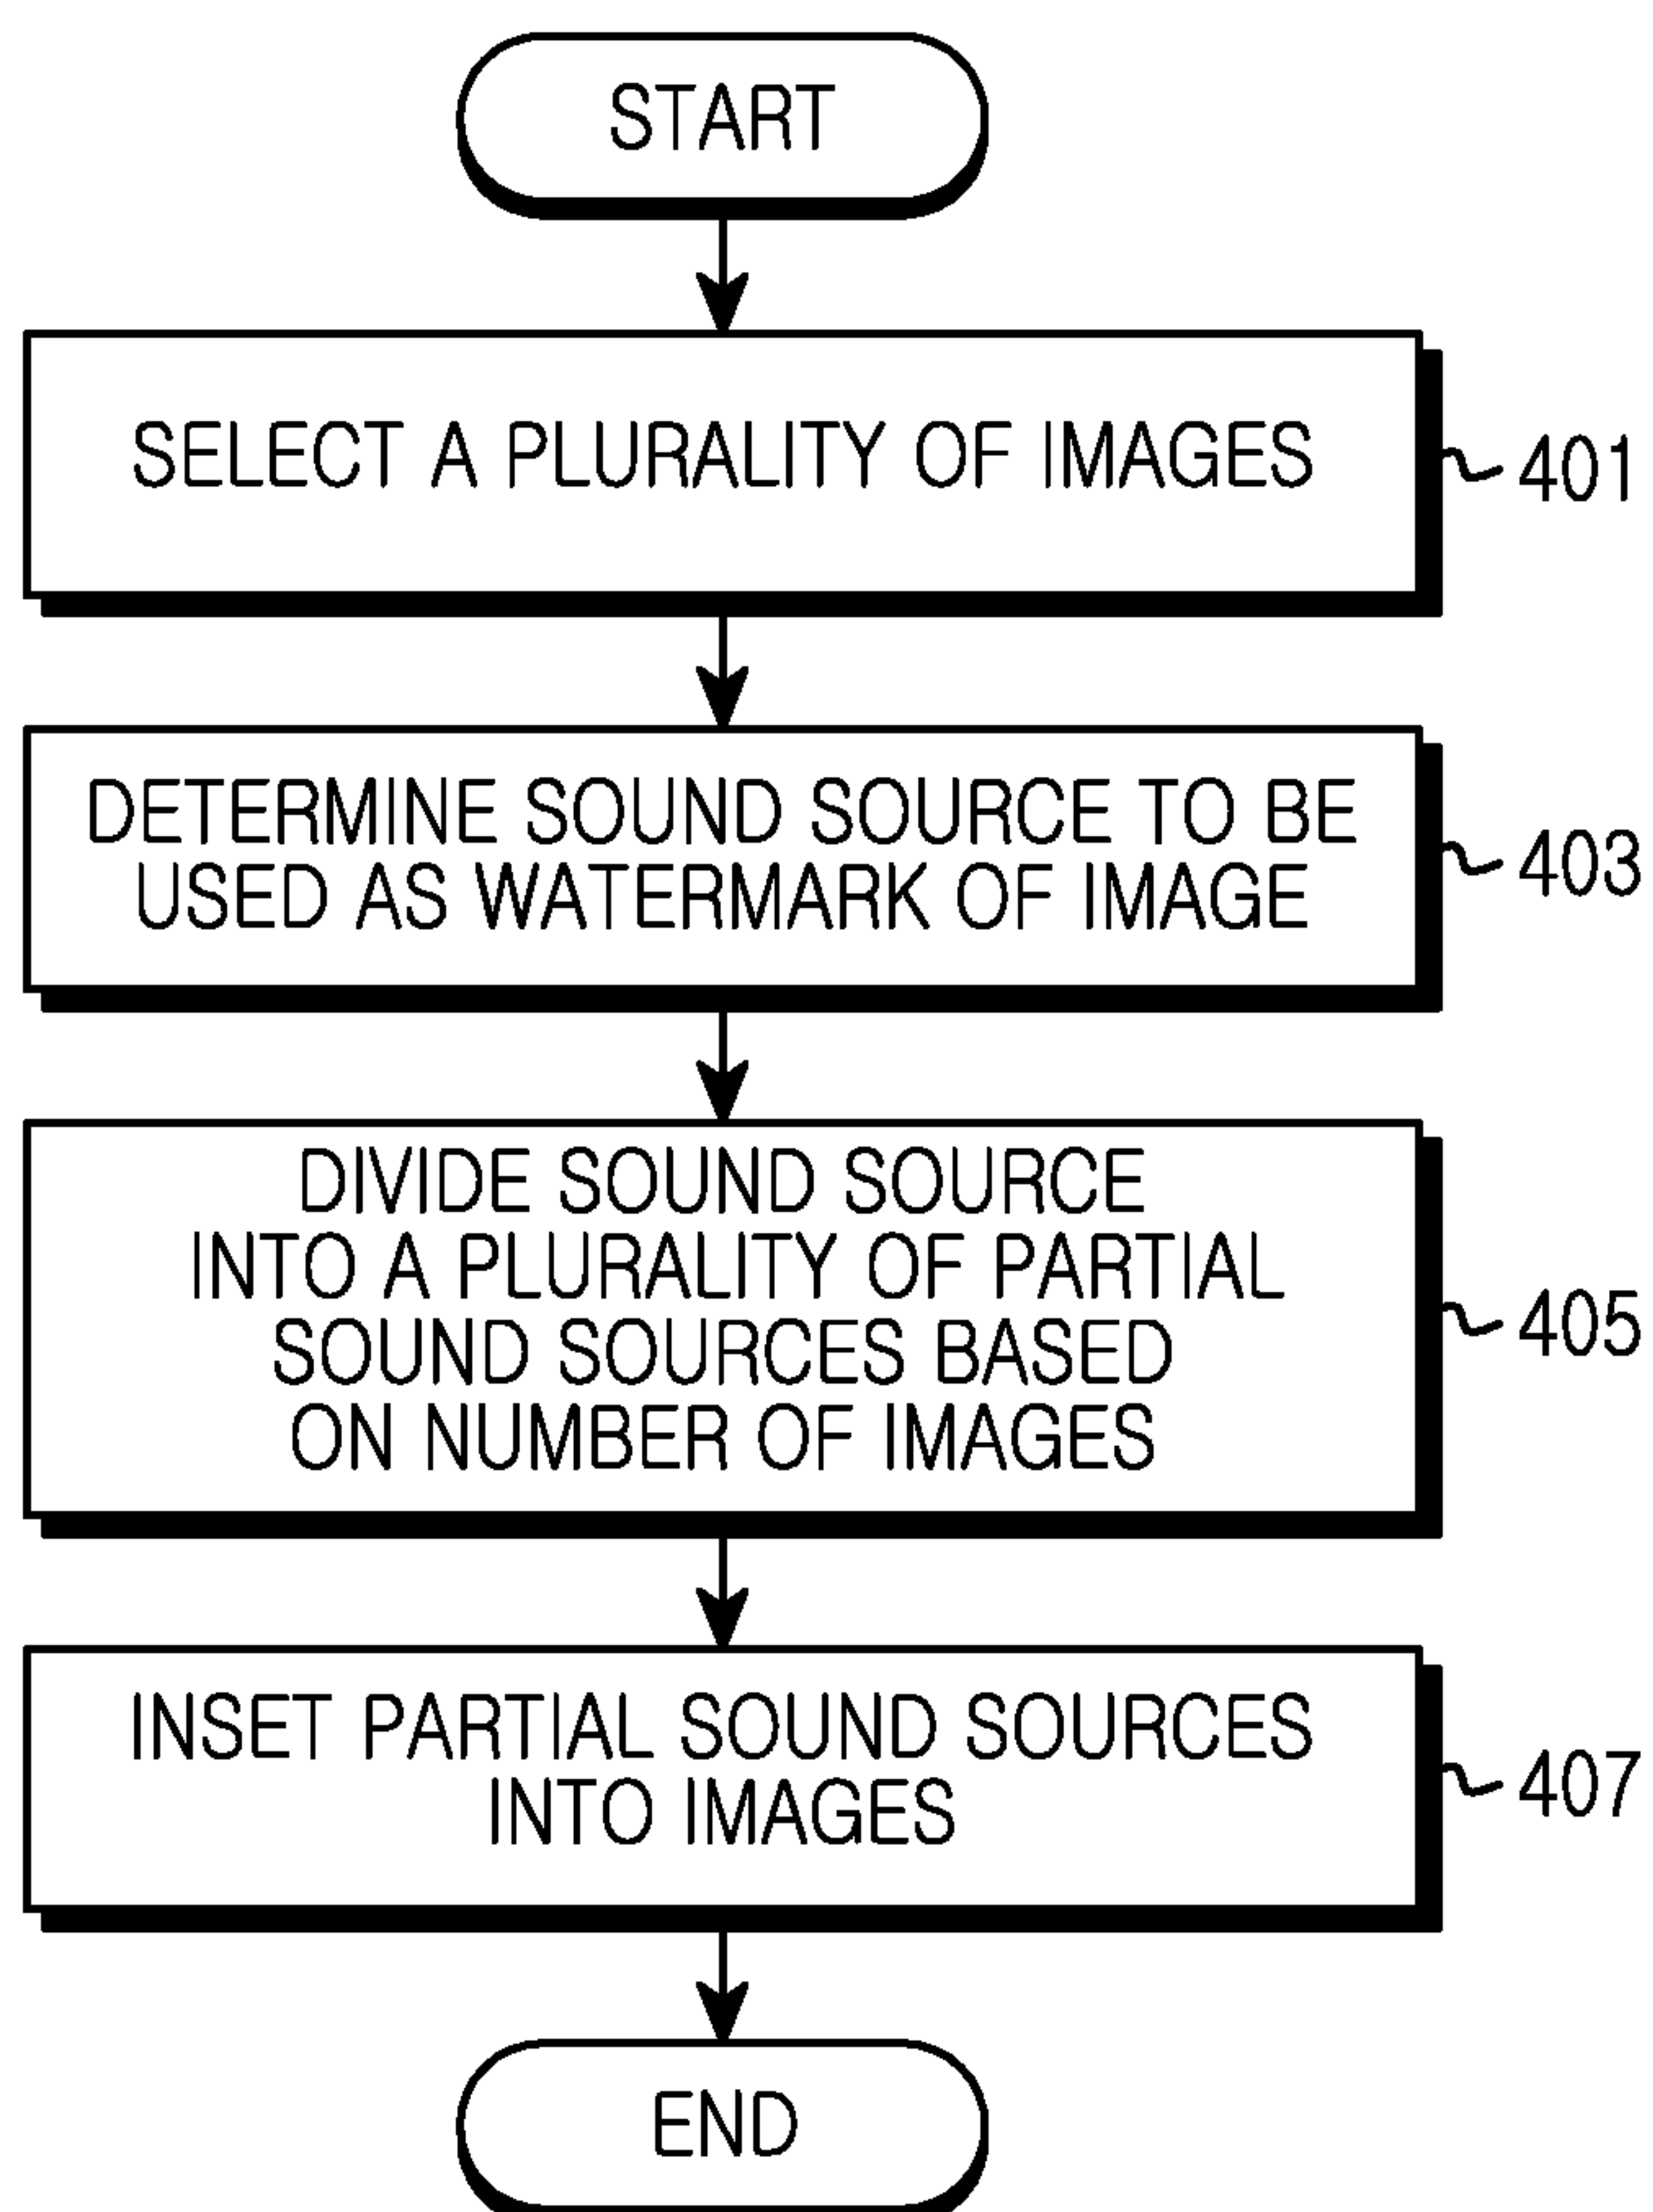 START
SELECT A PLURALITY OF IMAGES
401
DETERMINE SOUND SOURCE TO BE
USED AS WATERMARK OF IMAGE
403
DIVIDE SOUND SOURCE
INTO A PLURALITY OF PARTIAL
SOUND SOURCES BASED
ON NUMBER OF IMAGES
405
INSET PARTIAL SOUND SOURCES
INTO IMAGES
407
END